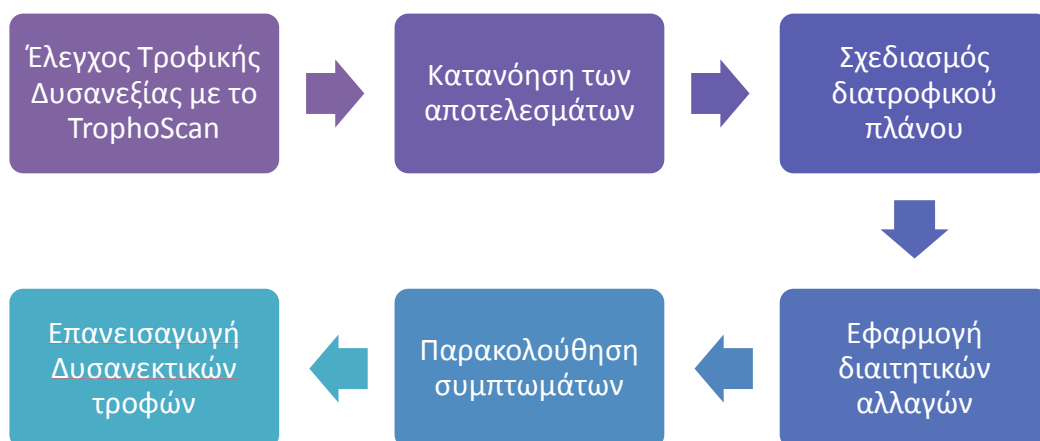 Έλεγχος Τροφικής
Δυσανεξίας με το
TrophoScan
Κατανόηση των
αποτελεσμάτων
Σχεδιασμός
διατροφικού
πλάνου
Εφαρμογή
διαιτητικών
αλλαγών
Παρακολούθηση
συμπτωμάτων
Επανεισαγωγή
Δυσανεκτικών
τροφών